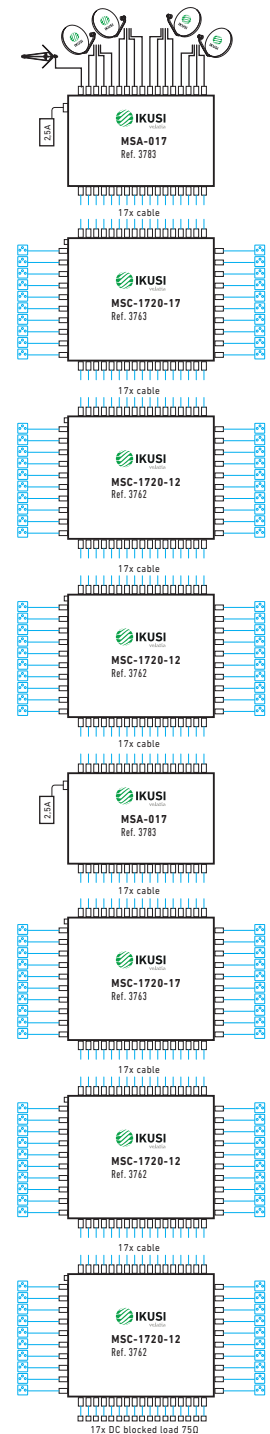 IKUSI
IKUSI
IKUSI
IKUSI
IKUSI
velatia
MSA-017
Ref. 3783
2.5A
17x cable
IKUSI
velatia
MSC-1720-17
Ref. 3763
17x cable
IKUSI
velatia
MSC-1720-12
Ref. 3762
17x cable
IKUSI
velatia
MSC-1720-12
Ref. 3762
17x cable
IKUSI
velatia
MSA-017
Ref. 3783
2.5A
17x cable
IKUSI
velatia
MSC-1720-17
Ref. 3763
17x cable
IKUSI
velatia
MSC-1720-12
Ref. 3762
17x cable
IKUSI
velatia
MSC-1720-12
Ref. 3762
17x DC blocked load 75Ω